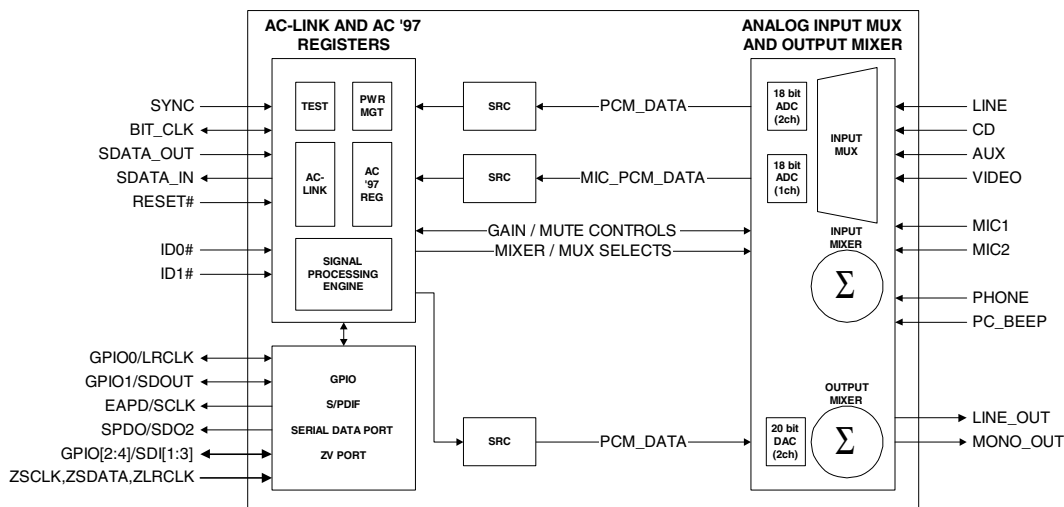 AC-LINK AND AC '97
REGISTERS
ANALOG INPUT MUX
AND OUTPUT MIXER
SYNC
BIT_CLK
SDATA_OUT
SDATA_IN
RESET#
ID0#
ID1#
GPIO0/LRCLK
GPIO1/SDOUT
EAPD/SCLK
SPDO/SDO2
GPIO[2:4]/SDI[1:3]
ZSCLK,ZSDATA,ZLRCLK
TEST
PWR
MGT
AC-
LINK
AC
'97
REG
SIGNAL
PROCESSING
ENGINE
GPIO
S/PDIF
SERIAL DATA PORT
ZV PORT
SRC
PCM_DATA
SRC
MIC_PCM_DATA
GAIN / MUTE CONTROLS
MIXER / MUX SELECTS
SRC
PCM_DATA
18 bit
ADC
(2ch)
18 bit
ADC
(1ch)
INPUT
MUX
INPUT
MIXER
Σ
OUTPUT
MIXER
20 bit
DAC
(2ch)
Σ
LINE
CD
AUX
VIDEO
MIC1
MIC2
PHONE
PC_BEEP
LINE_OUT
MONO_OUT